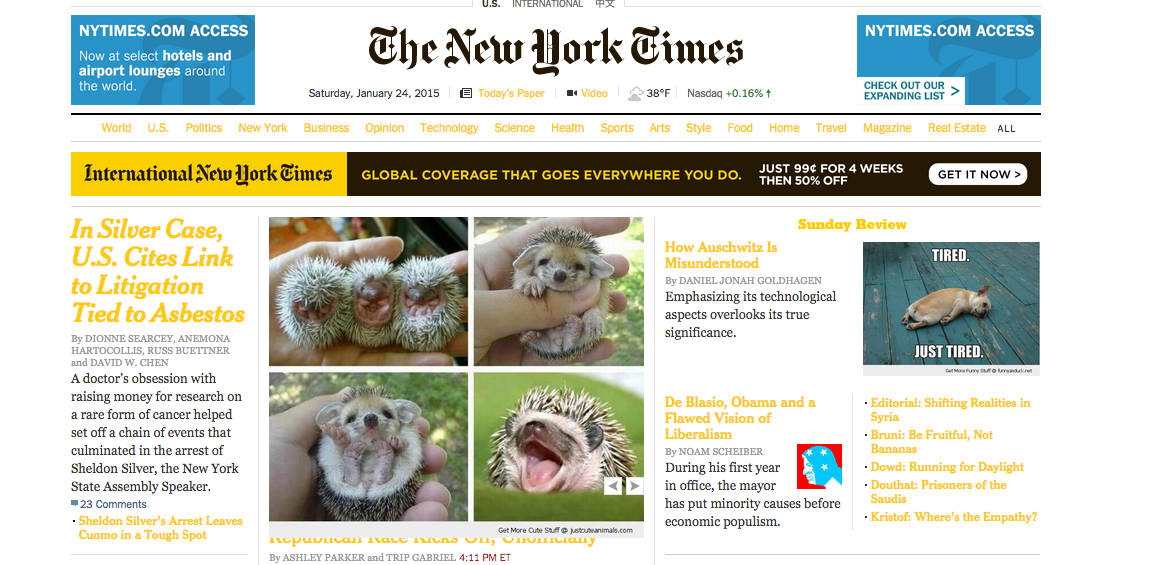 U.S. INTERNATIONAL 中文
NYTIMES.COM ACCESS
Now at select hotels and
airport lounges around
the world.
The New York Times
NYTIMES.COM ACCESS
CHECK OUT OUR
EXPANDING LIST >
Saturday, January 24, 2015 Today's Paper Video 38°F Nasdaq +0.16% ↑
World U.S. Politics New York Business Opinion Technology Science Health Sports Arts Style Food Home Travel Magazine Real Estate ALL
International New York Times
GLOBAL COVERAGE THAT GOES EVERYWHERE YOU DO.
JUST 99¢ FOR 4 WEEKS
THEN 50% OFF
GET IT NOW >
In Silver Case,
U.S. Cites Link
to Litigation
Tied to Asbestos
By DIONNE SEARCEY, ANEMONA
HARTOCOLLIS, RUSS BUETTNER
and DAVID W. CHEN
A doctor's obsession with
raising money for research on
a rare form of cancer helped
set off a chain of events that
culminated in the arrest of
Sheldon Silver, the New York
State Assembly Speaker.
23 Comments
· Sheldon Silver's Arrest Leaves
Cuomo in a Tough Spot
Get More Cute Stuff @ justcuteanimals.com
Republican Race Kicks Off, Unofficially
By ASHLEY PARKER and TRIP GABRIEL 4:11 PM ET
Sunday Review
How Auschwitz Is
Misunderstood
By DANIEL JONAH GOLDHAGEN
Emphasizing its technological
aspects overlooks its true
significance.
TIRED.
JUST TIRED.
Get More Funny Stuff @ funnyasduck.net
De Blasio, Obama and a
Flawed Vision of
Liberalism
By NOAM SCHEIBER
During his first year
in office, the mayor
has put minority causes before
economic populism.
· Editorial: Shifting Realities in
Syria
· Bruni: Be Fruitful, Not
Bananas
· Dowd: Running for Daylight
· Douthat: Prisoners of the
Saudis
· Kristof: Where's the Empathy?